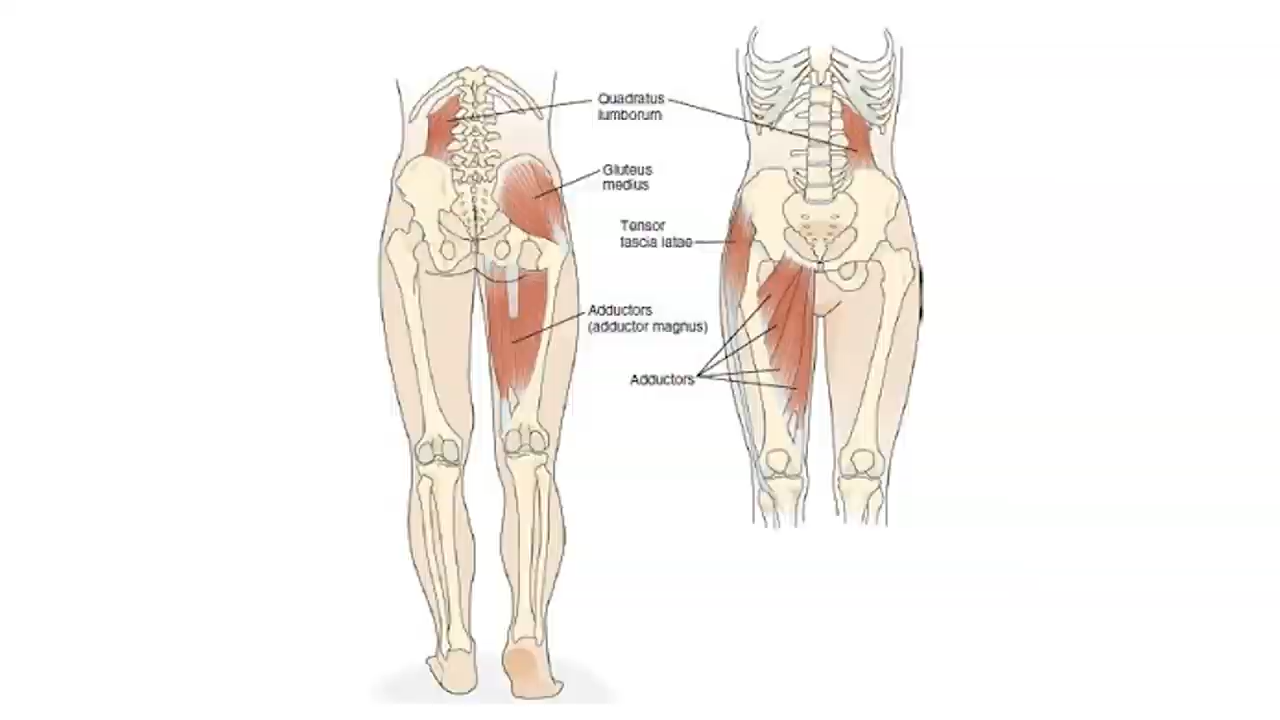 Quadratus
lumborum
Gluteus
medius
Tensor
fascia latae
Adductors
(adductor magnus)
Adductors